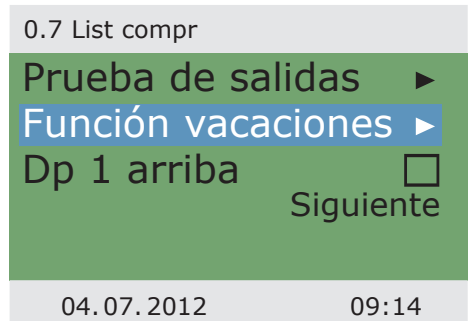 0.7 List compr
Prueba de salidas ►
Función vacaciones ►
Dp 1 arriba ☐
Siguiente
04.07.2012 09:14